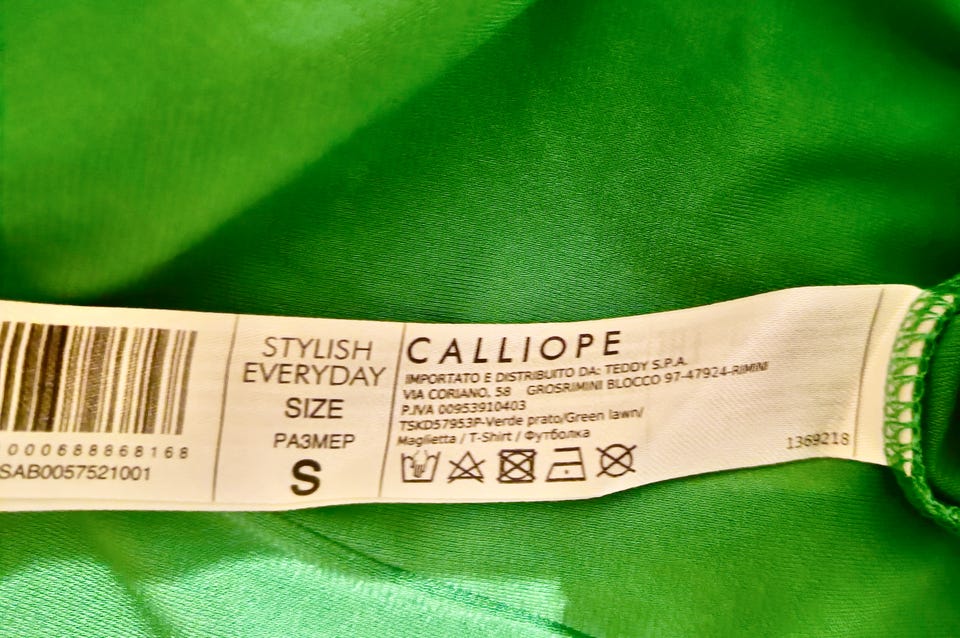 0000688868168
SAB0057521001
STYLISH
EVERYDAY
SIZE
РАЗМЕР
S
CALLIOPE
IMPORTATO E DISTRIBUITO DA: TEDDY S.P.A.
VIA CORIANO, 58 GROSRIMINI BLOCCO 97-47924-RIMINI
P.IVA 00953910403
TSKD57953P-Verde prato/Green lawn/
Maglietta / T-Shirt / Футболка
1369218